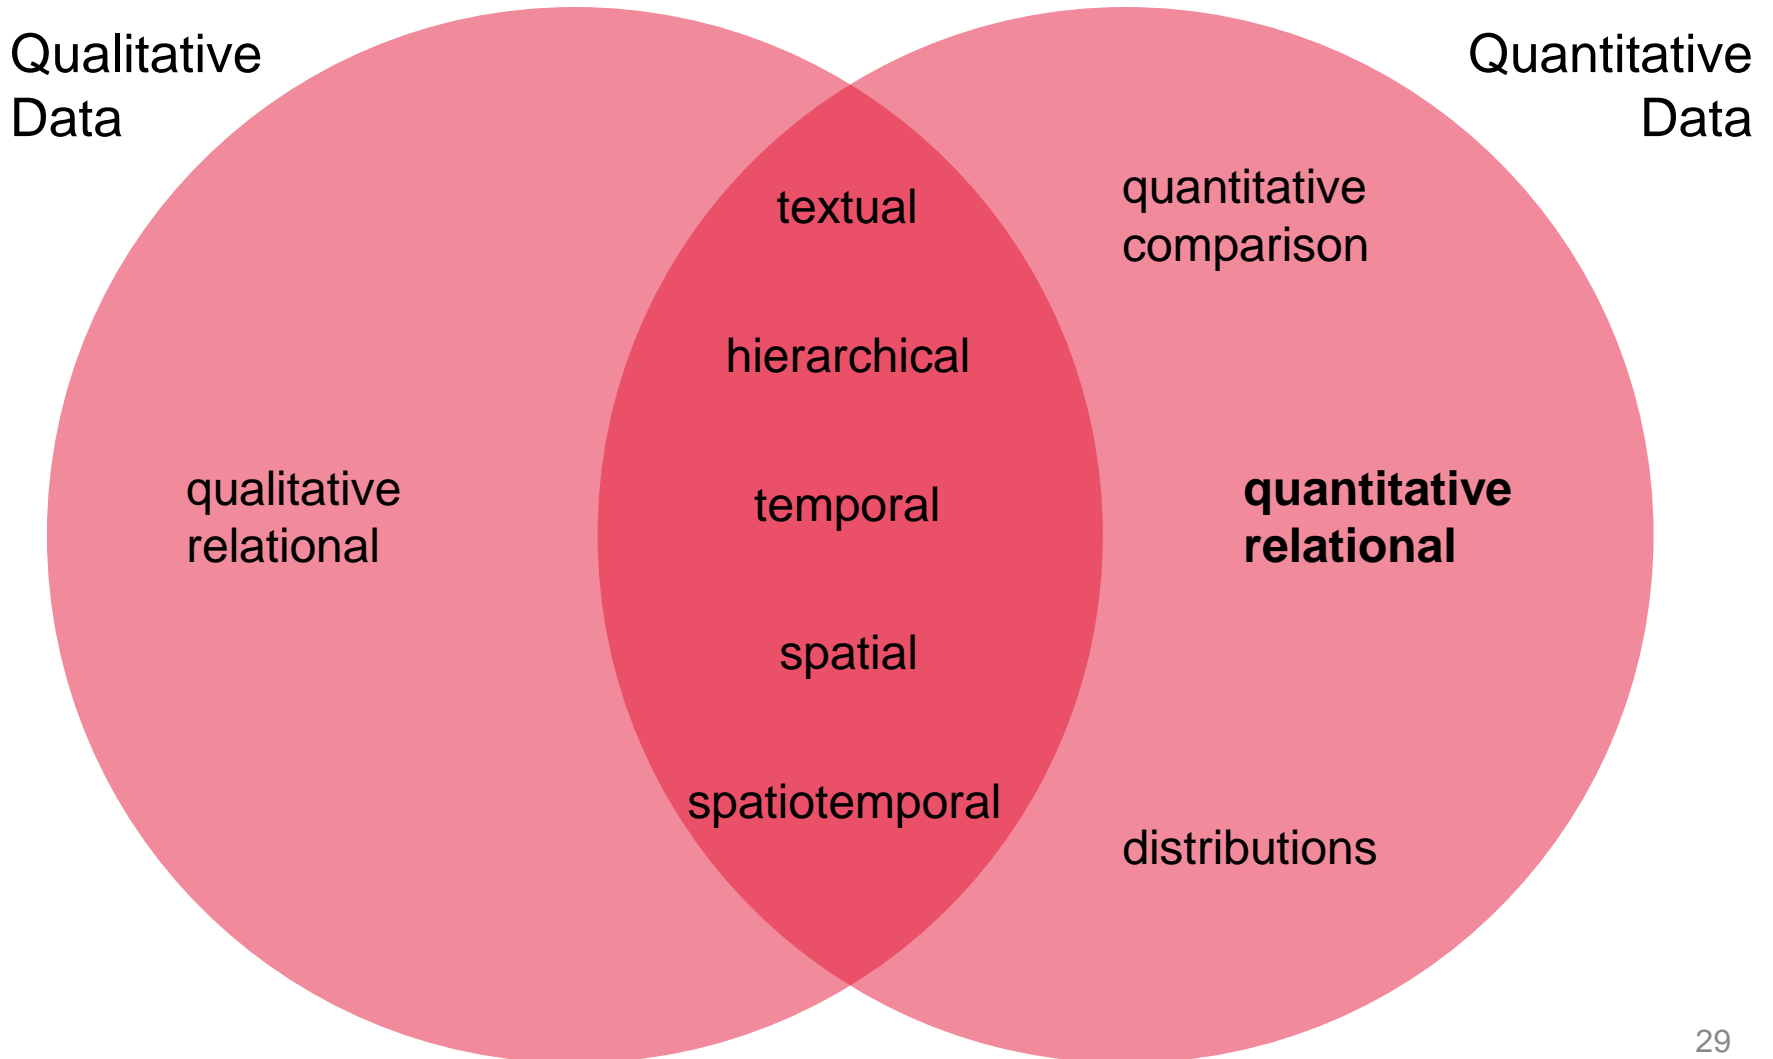 Qualitative
Data
Quantitative
Data
textual
quantitative
comparison
hierarchical
qualitative
relational
temporal
quantitative
relational
spatial
spatiotemporal
distributions
29